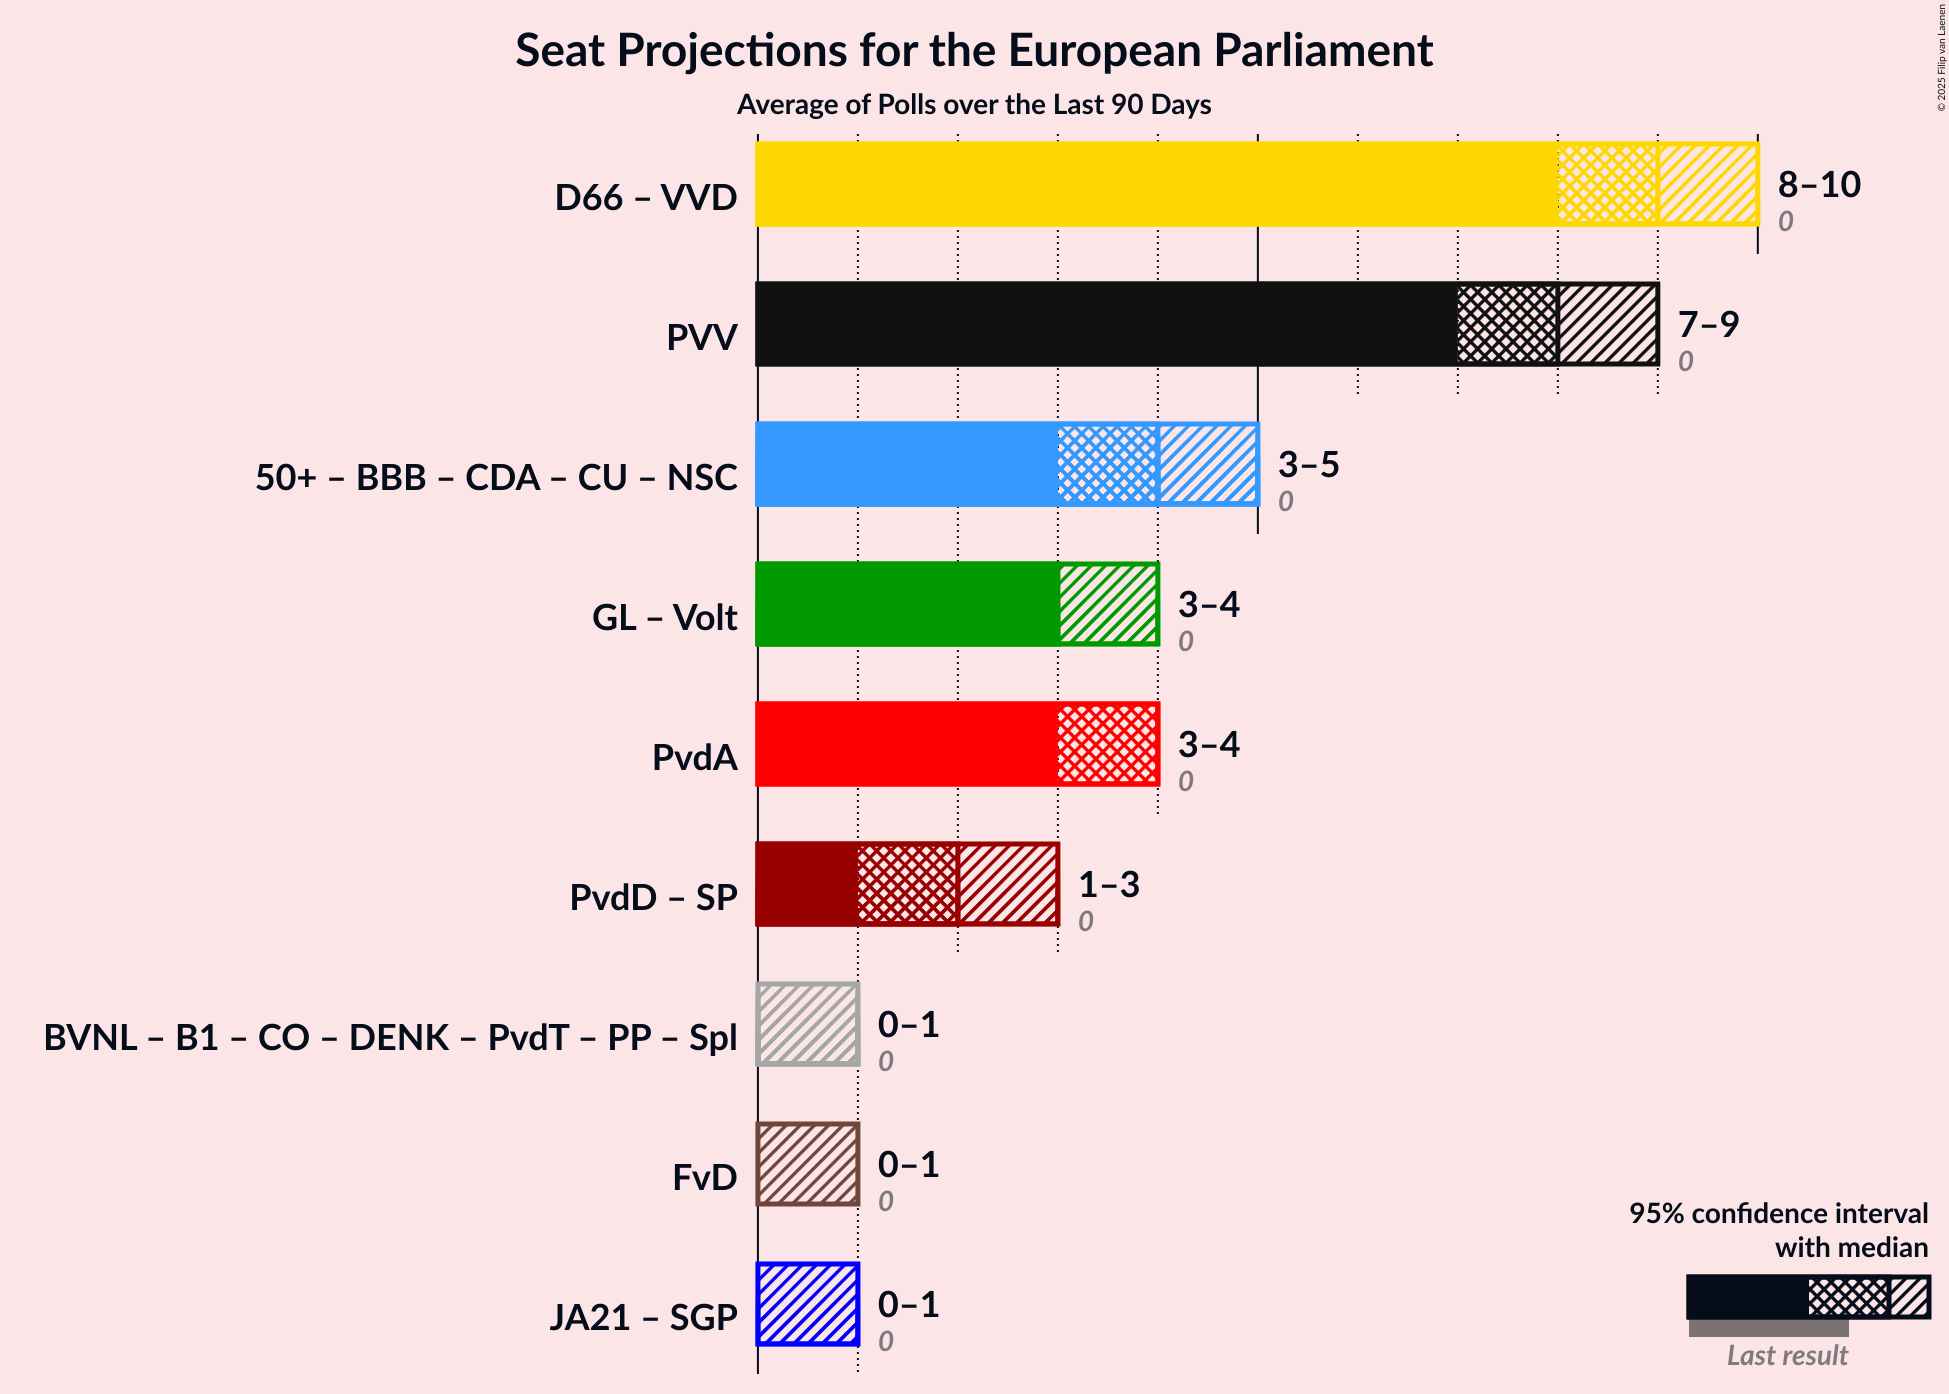 Seat Projections for the European Parliament
Average of Polls over the Last 90 Days
© 2025 Filip van Laenen
D66 – VVD
8–10
0
PVV
7–9
0
50+ – BBB – CDA – CU – NSC
3–5
0
GL – Volt
3–4
0
PvdA
3–4
0
PvdD – SP
1–3
0
BVNL – B1 – CO – DENK – PvdT – PP – Spl
0–1
0
FvD
0–1
0
JA21 – SGP
0–1
0
95% confidence interval
with median
Last result